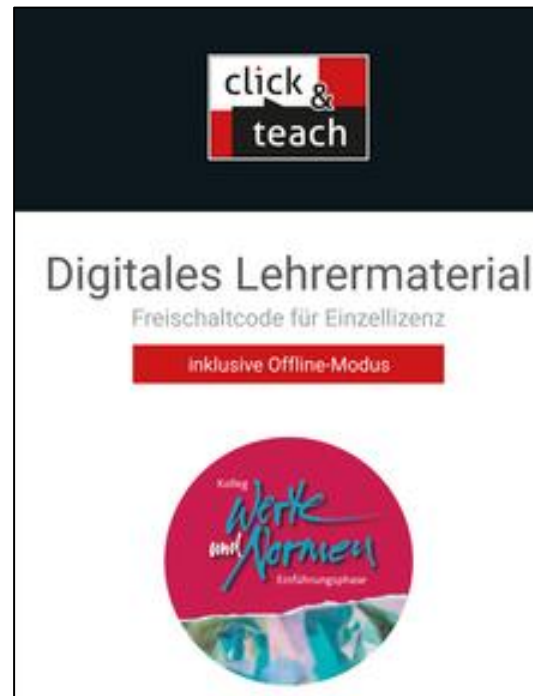 click &
teach
Digitales Lehrermaterial
Freischaltcode für Einzellizenz
inklusive Offline-Modus
Kolleg
Werte
und Normen
Einführungsphase